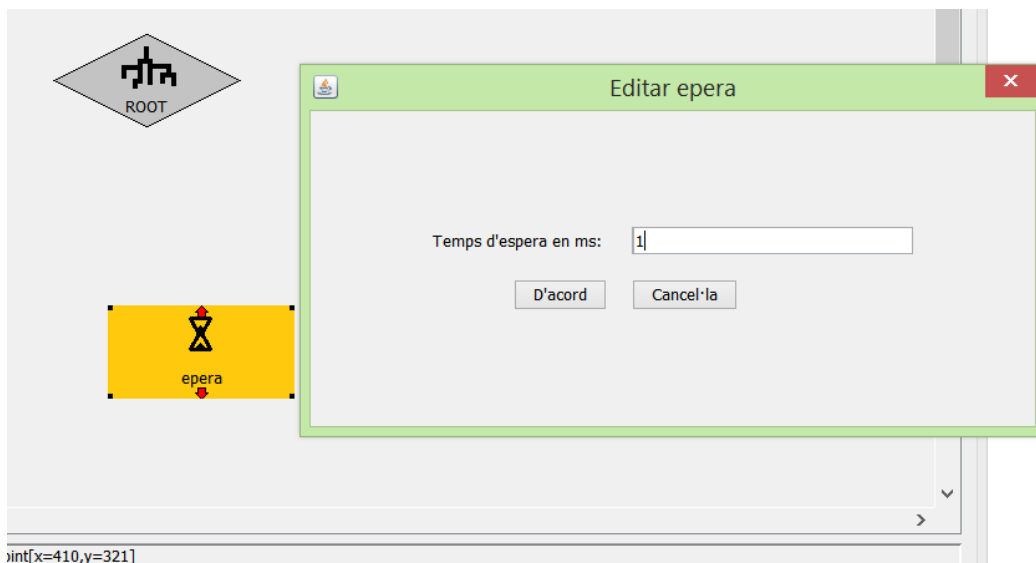 ROOT
Editar epera
Temps d'espera en ms:
1
D'acord
Cancel·la
epera
oint[x=410,y=321]